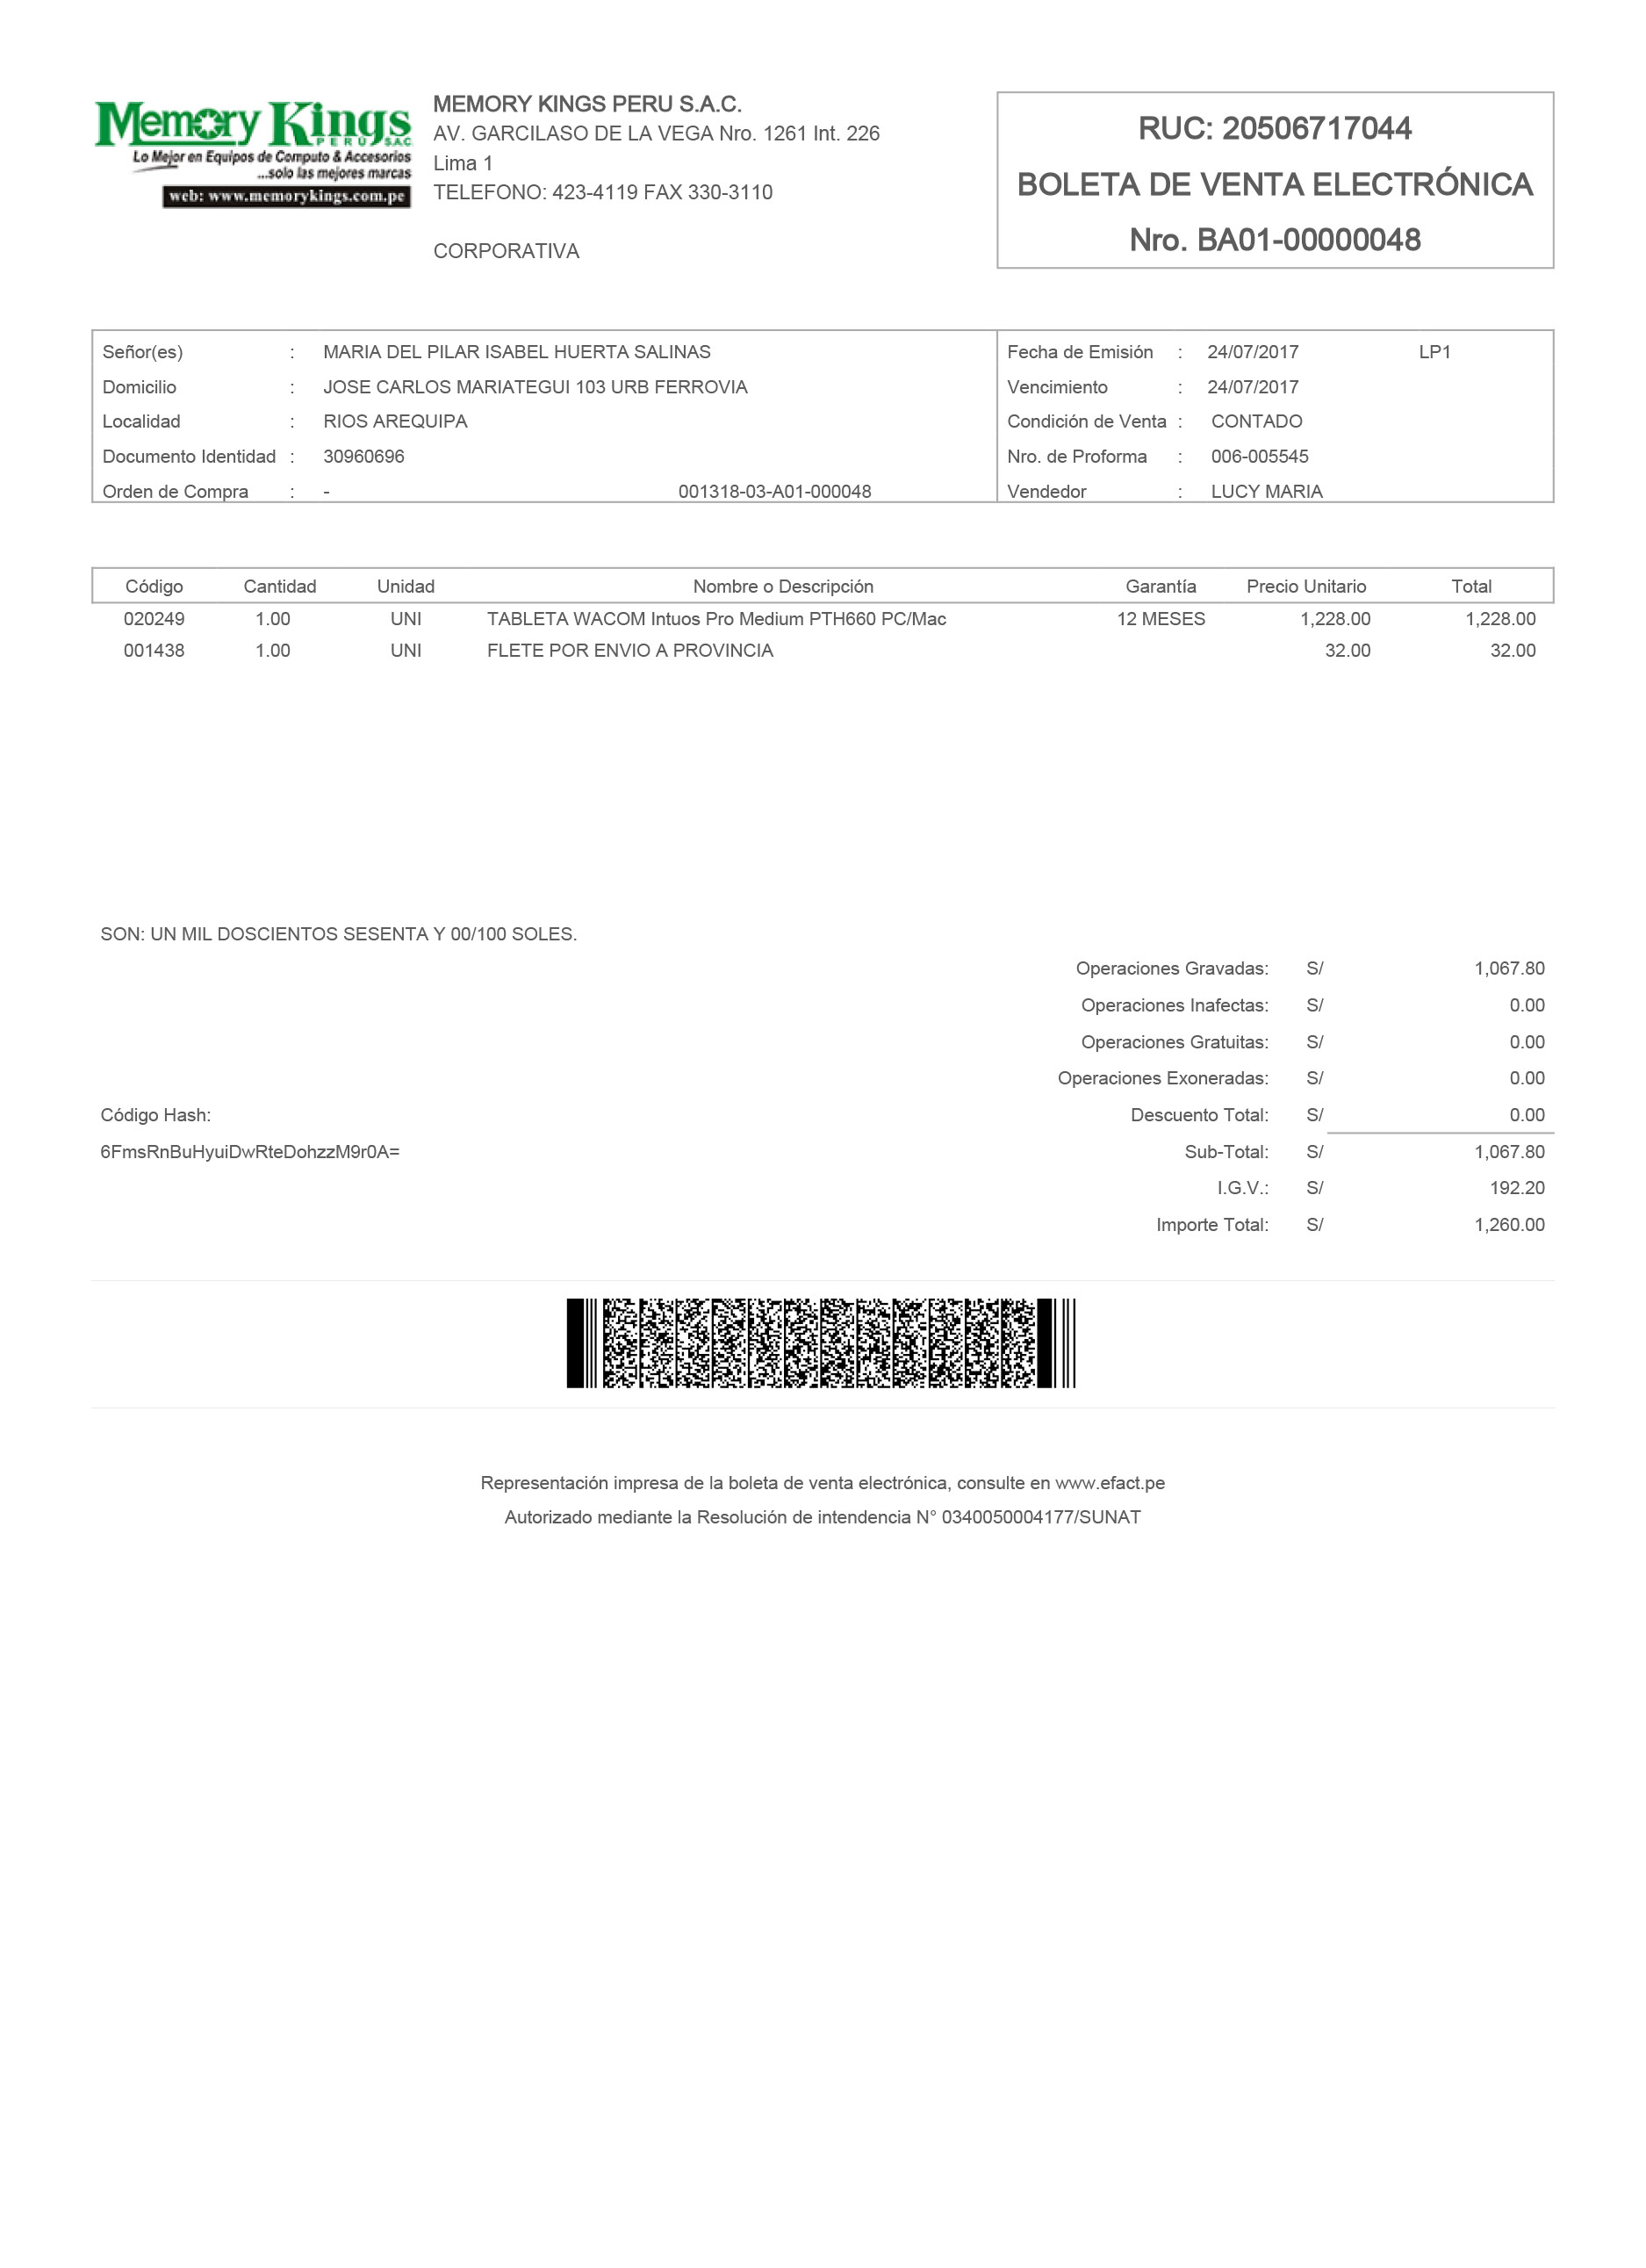 Memory Kings
PERU SAC
Lo Mejor en Equipos de Computo & Accesorios
...solo las mejores marcas
web: www.memorykings.com.pe
MEMORY KINGS PERU S.A.C.
AV. GARCILASO DE LA VEGA Nro. 1261 Int. 226
Lima 1
TELEFONO: 423-4119 FAX 330-3110
CORPORATIVA
RUC: 20506717044
BOLETA DE VENTA ELECTRÓNICA
Nro. BA01-00000048
Señor(es) : MARIA DEL PILAR ISABEL HUERTA SALINAS
Domicilio : JOSE CARLOS MARIATEGUI 103 URB FERROVIA
Localidad : RIOS AREQUIPA
Documento Identidad : 30960696
Orden de Compra : - 001318-03-A01-000048
Fecha de Emisión : 24/07/2017 LP1
Vencimiento : 24/07/2017
Condición de Venta : CONTADO
Nro. de Proforma : 006-005545
Vendedor : LUCY MARIA
Código Cantidad Unidad Nombre o Descripción Garantía Precio Unitario Total
020249 1.00 UNI TABLETA WACOM Intuos Pro Medium PTH660 PC/Mac 12 MESES 1,228.00 1,228.00
001438 1.00 UNI FLETE POR ENVIO A PROVINCIA 32.00 32.00
SON: UN MIL DOSCIENTOS SESENTA Y 00/100 SOLES.
Operaciones Gravadas: S/ 1,067.80
Operaciones Inafectas: S/ 0.00
Operaciones Gratuitas: S/ 0.00
Operaciones Exoneradas: S/ 0.00
Código Hash: Descuento Total: S/ 0.00
6FmsRnBuHyuiDwRteDohzzM9r0A= Sub-Total: S/ 1,067.80
I.G.V.: S/ 192.20
Importe Total: S/ 1,260.00
Representación impresa de la boleta de venta electrónica, consulte en www.efact.pe
Autorizado mediante la Resolución de intendencia N° 0340050004177/SUNAT